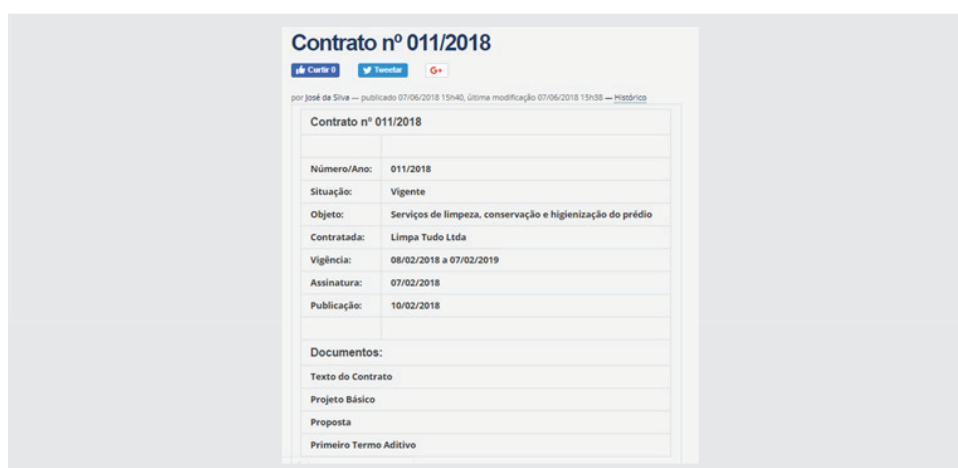 Contrato nº 011/2018
Curtir 0 Tweetar G+
por José da Silva — publicado 07/06/2018 15h40, última modificação 07/06/2018 15h38 — Histórico
Contrato nº 011/2018
Número/Ano: 011/2018
Situação: Vigente
Objeto: Serviços de limpeza, conservação e higienização do prédio
Contratada: Limpa Tudo Ltda
Vigência: 08/02/2018 a 07/02/2019
Assinatura: 07/02/2018
Publicação: 10/02/2018
Documentos:
Texto do Contrato
Projeto Básico
Proposta
Primeiro Termo Aditivo